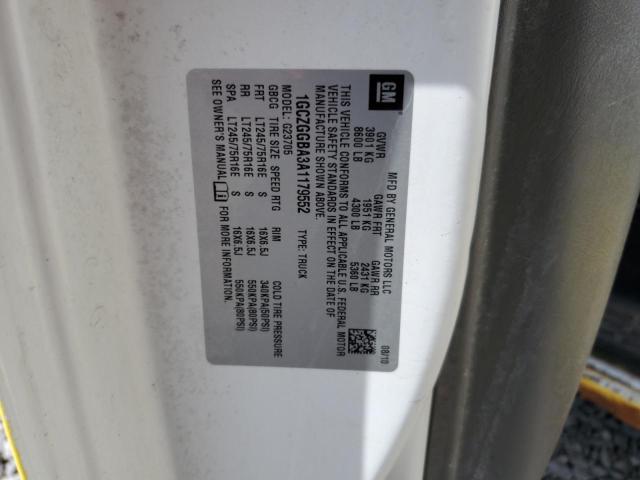 GM
MFD BY GENERAL MOTORS LLC
08/10
GVWR GAWR FRT GAWR RR
3901 KG 1951 KG 2431 KG
8600 LB 4300 LB 5360 LB
THIS VEHICLE CONFORMS TO ALL APPLICABLE U.S. FEDERAL MOTOR
VEHICLE SAFETY STANDARDS IN EFFECT ON THE DATE OF
MANUFACTURE SHOWN ABOVE.
1GCZGGBA3A1179552 TYPE: TRUCK
MODEL: G23705
GBCG TIRE SIZE SPEED RTG RIM COLD TIRE PRESSURE
FRT LT245/75R16E S 16X6.5J 340KPA(50PSI)
RR LT245/75R16E S 16X6.5J 550KPA(80PSI)
SPA LT245/75R16E S 16X6.5J 550KPA(80PSI)
SEE OWNER'S MANUAL FOR MORE INFORMATION.